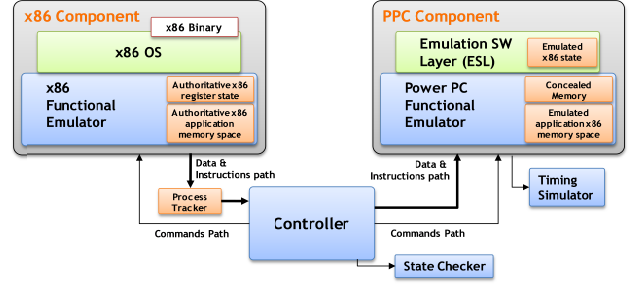 x86 Component
x86 Binary
x86 OS
x86
Functional
Emulator
Authoritative x86
register state
Authoritative x86
application
memory space
PPC Component
Emulation SW
Layer (ESL)
Emulated
x86 state
Power PC
Functional
Emulator
Concealed
Memory
Emulated
application x86
memory space
Data &
Instructions path
Process
Tracker
Commands Path
Controller
Data &
Instructions path
Commands Path
Timing
Simulator
State Checker